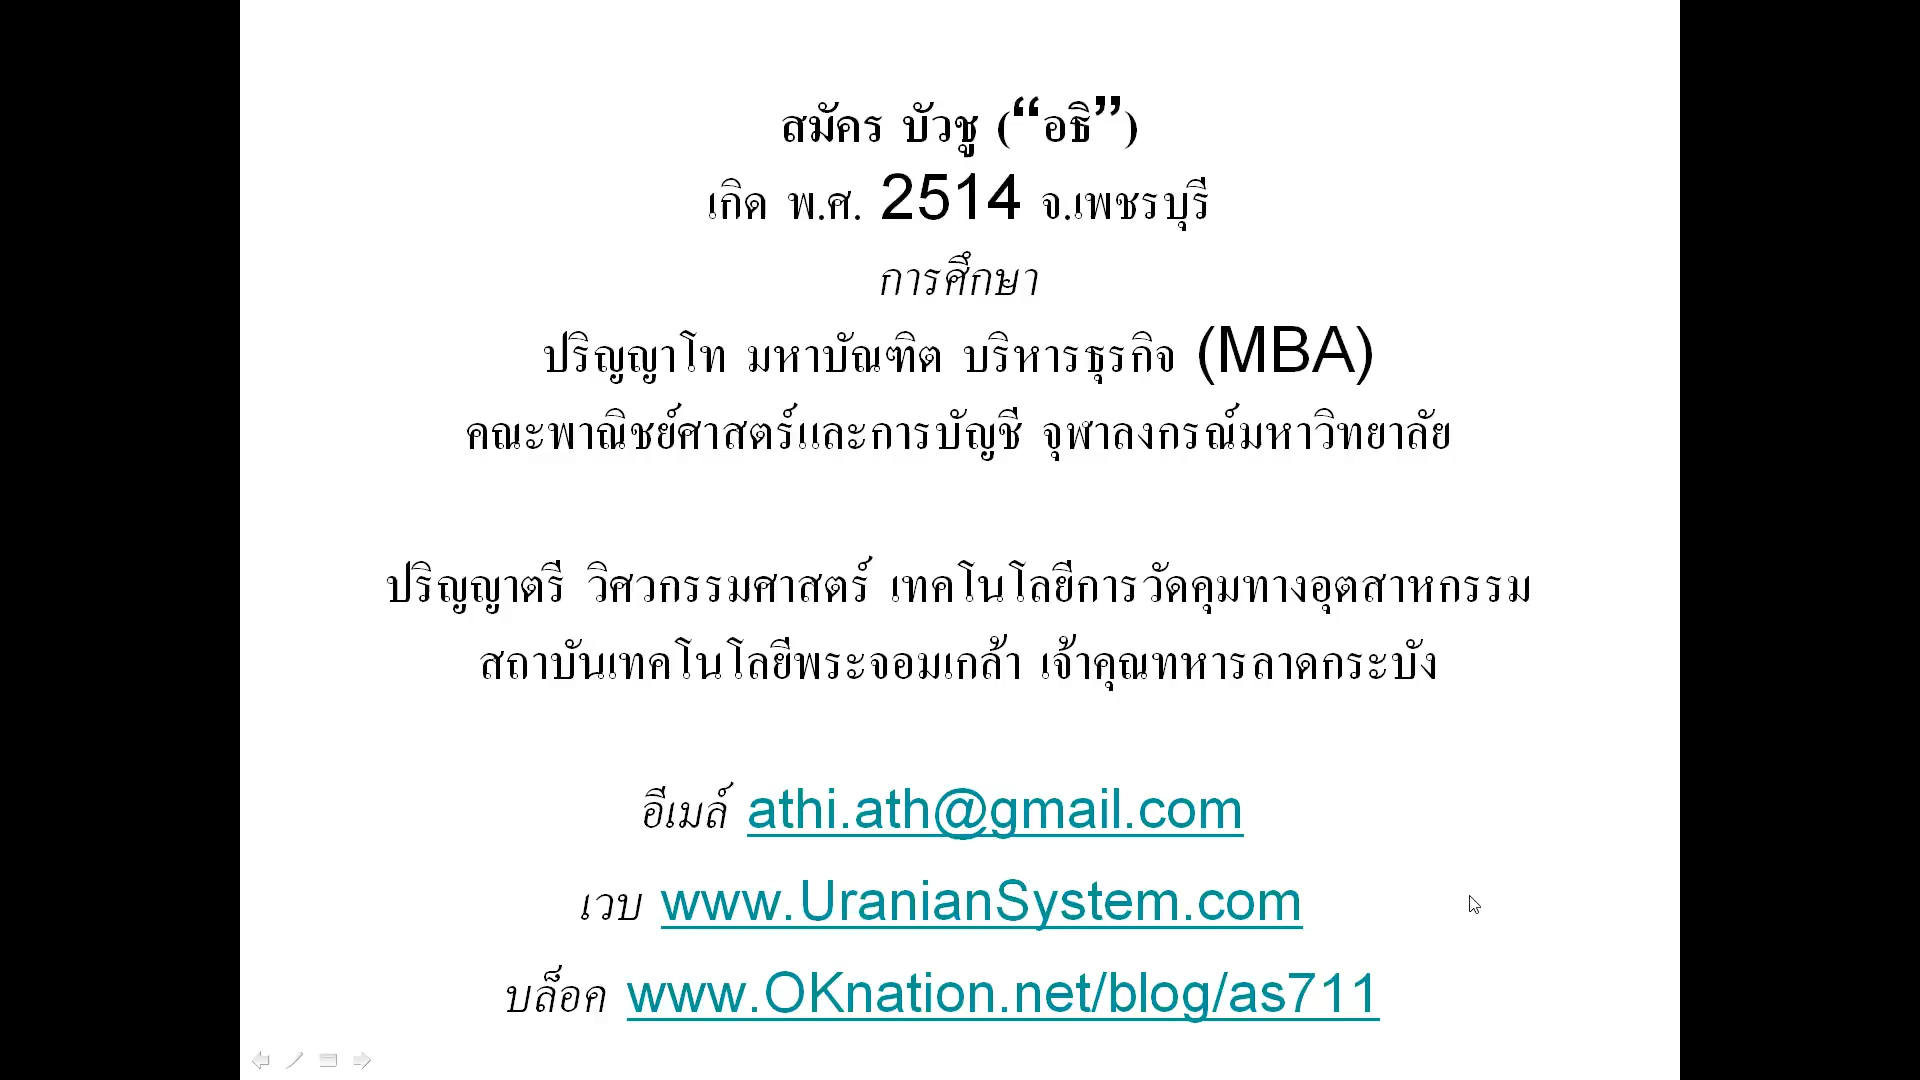 สมัคร บัวชู (“อธิ”)
เกิด พ.ศ. 2514 จ.เพชรบุรี
การศึกษา
ปริญญาโท มหาบัณฑิต บริหารธุรกิจ (MBA)
คณะพาณิชย์ศาสตร์และการบัญชี จุฬาลงกรณ์มหาวิทยาลัย
ปริญญาตรี วิศวกรรมศาสตร์ เทคโนโลยีการวัดคุมทางอุตสาหกรรม
สถาบันเทคโนโลยีพระจอมเกล้า เจ้าคุณทหารลาดกระบัง
อีเมล์ athi.ath@gmail.com
เวบ www.UranianSystem.com
บล็อค www.OKnation.net/blog/as711